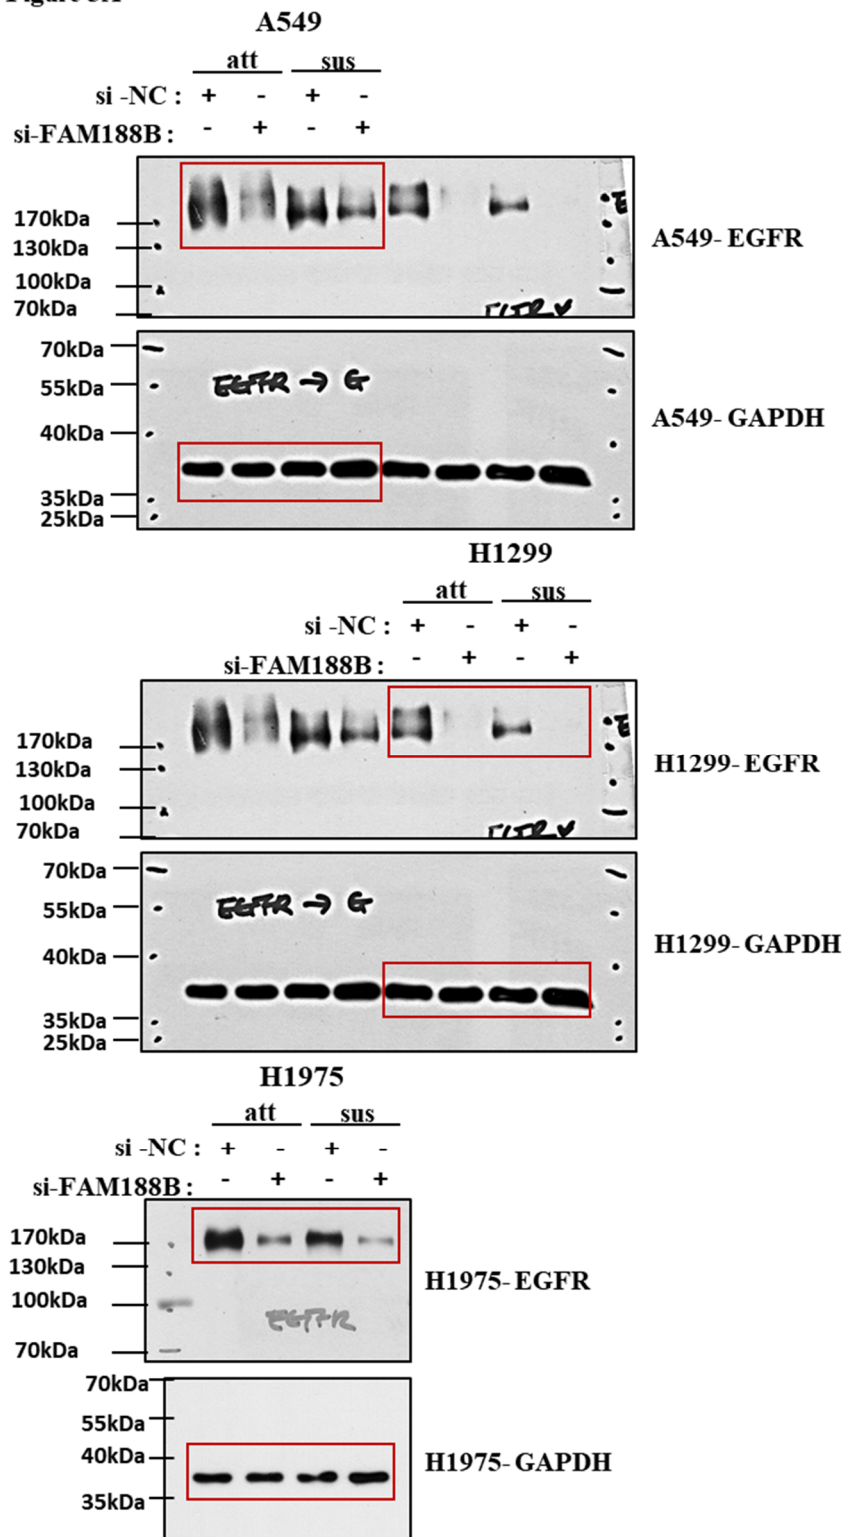 A549
att sus
si -NC : + - + -
si-FAM188B : - + - +
170kDa
130kDa
100kDa
70kDa
A549- EGFR
70kDa
55kDa
40kDa
35kDa
25kDa
EGFR → G
A549- GAPDH
H1299
att sus
si -NC : + - + -
si-FAM188B : - + - +
170kDa
130kDa
100kDa
70kDa
H1299- EGFR
70kDa
55kDa
40kDa
35kDa
25kDa
EGFR → G
H1299- GAPDH
H1975
att sus
si -NC : + - + -
si-FAM188B : - + - +
170kDa
130kDa
100kDa
70kDa
EGFR
H1975- EGFR
70kDa
55kDa
40kDa
35kDa
H1975- GAPDH